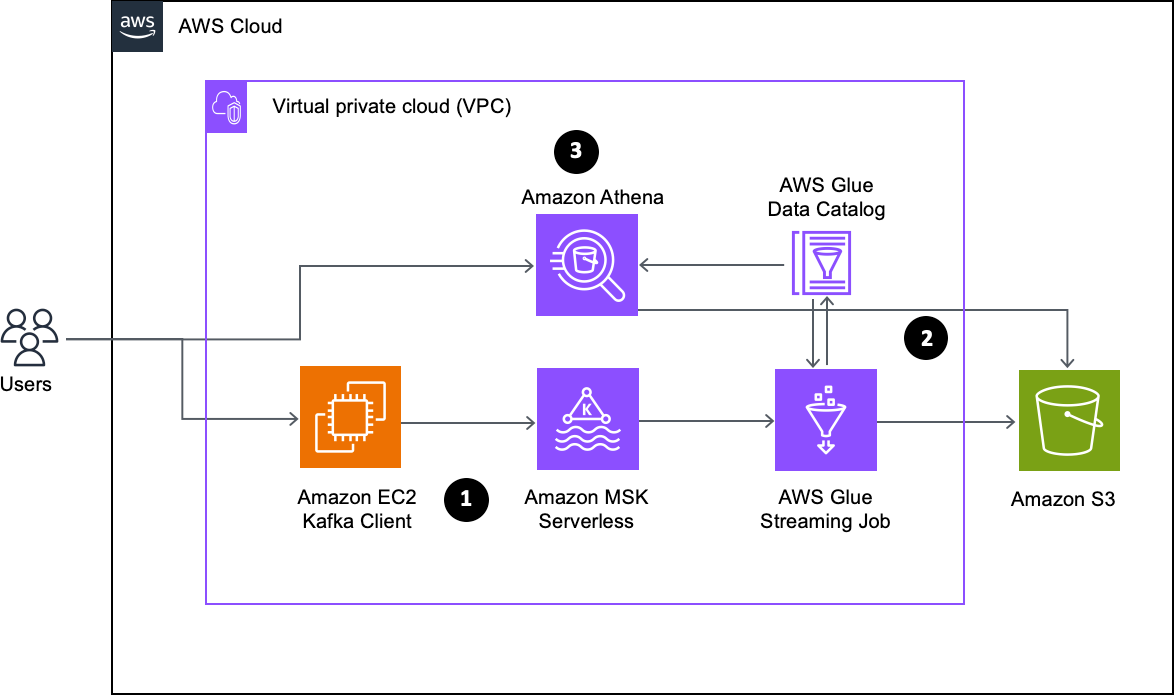 aws
AWS Cloud
Virtual private cloud (VPC)
3
Amazon Athena
AWS Glue
Data Catalog
2
Users
K
Amazon EC2
Kafka Client
1
Amazon MSK
Serverless
AWS Glue
Streaming Job
Amazon S3